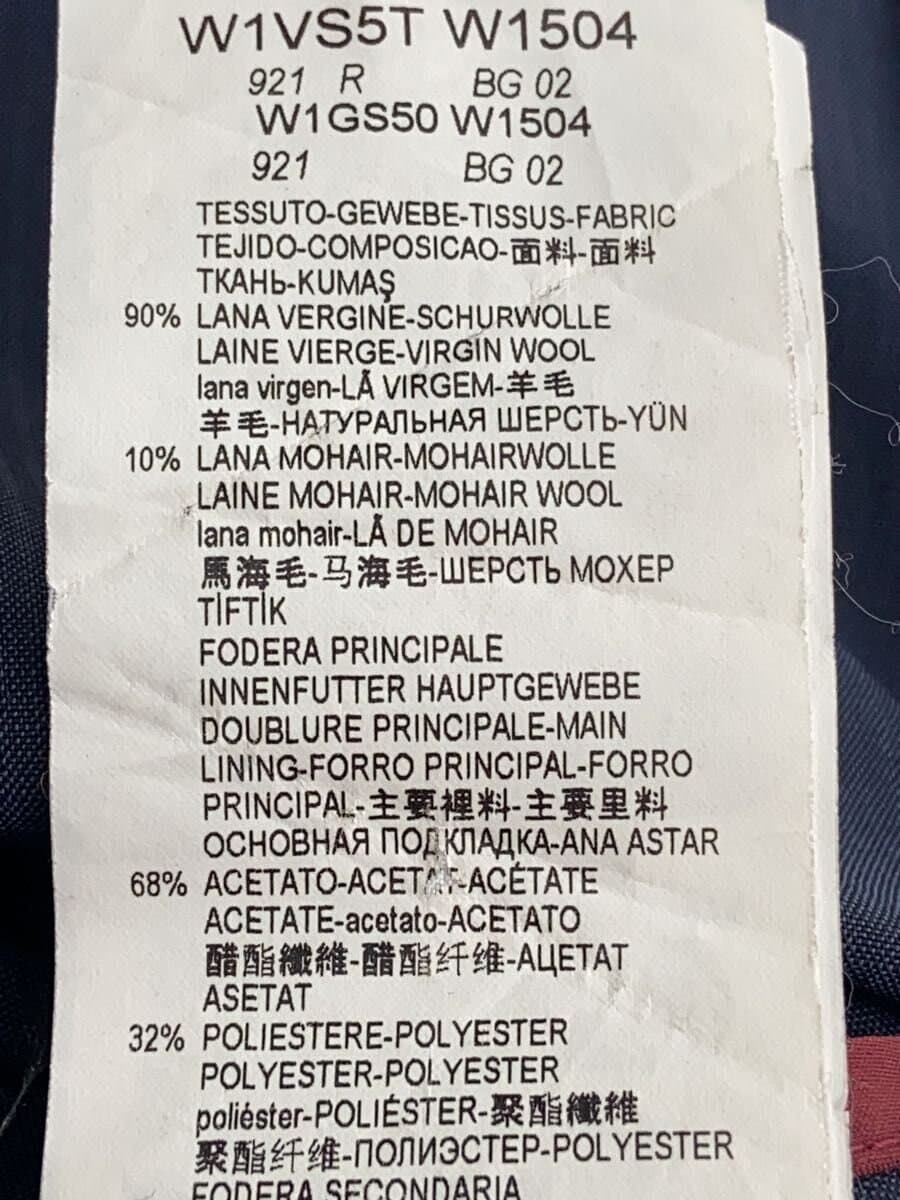 W1VS5T W1504
921 R BG 02
W1GS50 W1504
921 BG 02
TESSUTO-GEWEBE-TISSUS-FABRIC
TEJIDO-COMPOSICAO-面料-面料
ТКАНЬ-KUMAŞ
90% LANA VERGINE-SCHURWOLLE
LAINE VIERGE-VIRGIN WOOL
lana virgen-LÃ VIRGEM-羊毛
羊毛-НАТУРАЛЬНАЯ ШЕРСТЬ-YÜN
10% LANA MOHAIR-MOHAIRWOLLE
LAINE MOHAIR-MOHAIR WOOL
lana mohair-LÃ DE MOHAIR
馬海毛-马海毛-ШЕРСТЬ МОХЕР
TİFTİK
FODERA PRINCIPALE
INNENFUTTER HAUPTGEWEBE
DOUBLURE PRINCIPALE-MAIN
LINING-FORRO PRINCIPAL-FORRO
PRINCIPAL-主要裡料-主要里料
ОСНОВНАЯ ПОДКЛАДКА-ANA ASTAR
68% ACETATO-ACETAT-ACÉTATE
ACETATE-acetato-ACETATO
醋酯纖維-醋酯纤维-АЦЕТАТ
ASETAT
32% POLIESTERE-POLYESTER
POLYESTER-POLYESTER
poliéster-POLIÉSTER-聚酯纖維
聚酯纤维-ПОЛИЭСТЕР-POLYESTER
FODERA SECONDARIA